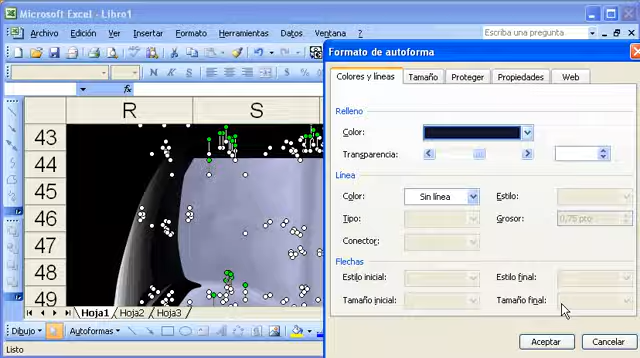 Microsoft Excel - Libro1
Archivo Edición Ver Insertar Formato Herramientas Datos Ventana
Escriba una pregunta
Formato de autoforma
Colores y líneas Tamaño Proteger Propiedades Web
Relleno
Color:
Transparencia:
Línea
Color: Sin línea Estilo:
Tipo: Grosor: 0,75 pto
Conector:
Flechas
Estilo inicial: Estilo final:
Tamaño inicial: Tamaño final:
Aceptar Cancelar
N K S
R S
43
44
45
46
47
48
49
Hoja1 Hoja2 Hoja3
Dibujo Autoformas
Listo